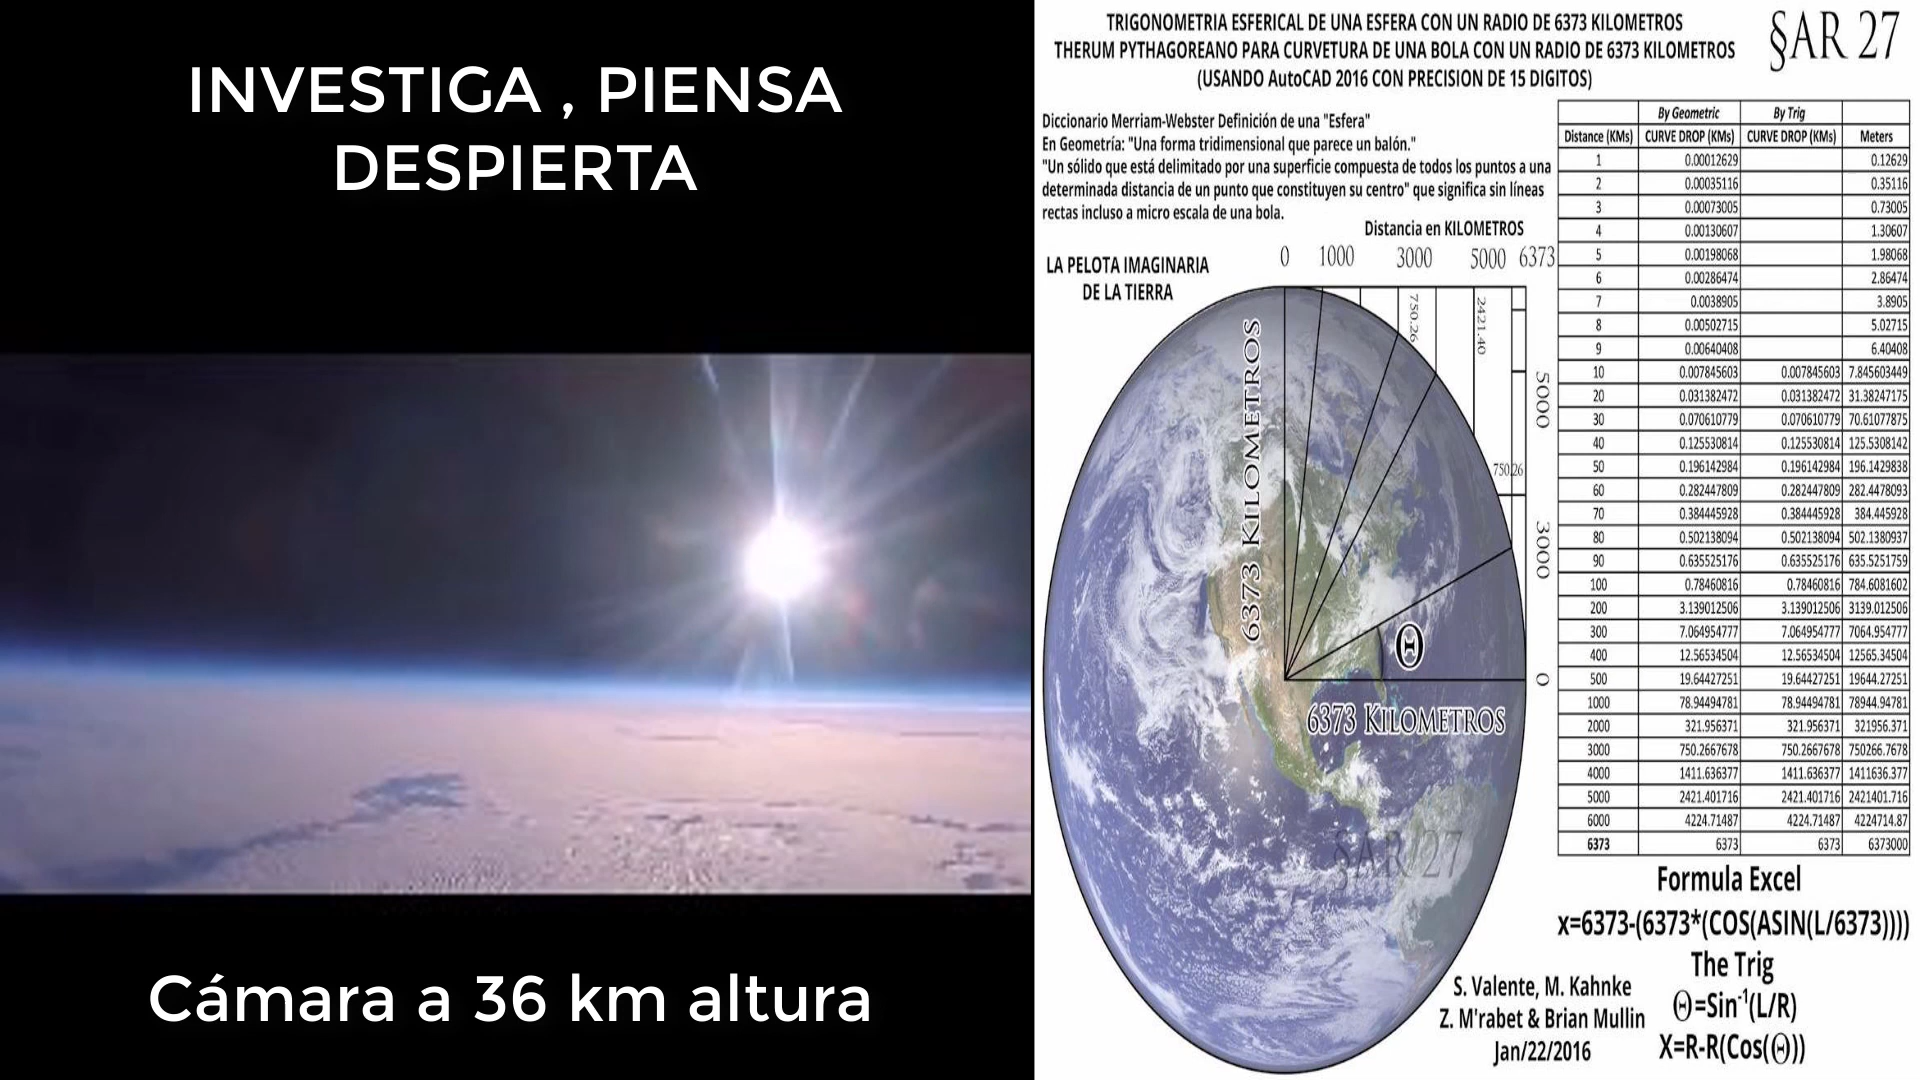 INVESTIGA , PIENSA
DESPIERTA
Cámara a 36 km altura
TRIGONOMETRIA ESFERICAL DE UNA ESFERA CON UN RADIO DE 6373 KILOMETROS
THERUM PYTHAGOREANO PARA CURVETURA DE UNA BOLA CON UN RADIO DE 6373 KILOMETROS
(USANDO AutoCAD 2016 CON PRECISION DE 15 DIGITOS)
§AR 27
Diccionario Merriam-Webster Definición de una "Esfera"
En Geometría: "Una forma tridimensional que parece un balón."
"Un sólido que está delimitado por una superficie compuesta de todos los puntos a una
determinada distancia de un punto que constituyen su centro" que significa sin líneas
rectas incluso a micro escala de una bola.
Distancia en KILOMETROS
0 1000 3000 5000 6373
LA PELOTA IMAGINARIA
DE LA TIERRA
750.26
2421.40
5000
750.26
3000
0
6373 KILOMETROS
Θ
6373 KILOMETROS
§AR 27
By Geometric By Trig
Distance (KMs) CURVE DROP (KMs) CURVE DROP (KMs) Meters
1 0.00012629 0.12629
2 0.00035116 0.35116
3 0.00073005 0.73005
4 0.00130607 1.30607
5 0.00198068 1.98068
6 0.00286474 2.86474
7 0.0038905 3.8905
8 0.00502715 5.02715
9 0.00640408 6.40408
10 0.007845603 0.007845603 7.845603449
20 0.031382472 0.031382472 31.38247175
30 0.070610779 0.070610779 70.61077875
40 0.125530814 0.125530814 125.5308142
50 0.196142984 0.196142984 196.1429838
60 0.282447809 0.282447809 282.4478093
70 0.384445928 0.384445928 384.445928
80 0.502138094 0.502138094 502.1380937
90 0.635525176 0.635525176 635.5251759
100 0.78460816 0.78460816 784.6081602
200 3.139012506 3.139012506 3139.012506
300 7.064954777 7.064954777 7064.954777
400 12.56534504 12.56534504 12565.34504
500 19.64427251 19.64427251 19644.27251
1000 78.94494781 78.94494781 78944.94781
2000 321.956371 321.956371 321956.371
3000 750.2667678 750.2667678 750266.7678
4000 1411.636377 1411.636377 1411636.377
5000 2421.401716 2421.401716 2421401.716
6000 4224.71487 4224.71487 4224714.87
6373 6373 6373 6373000
Formula Excel
x=6373-(6373*(COS(ASIN(L/6373))))
The Trig
Θ=Sin⁻¹(L/R)
X=R-R(Cos(Θ))
S. Valente, M. Kahnke
Z. M'rabet & Brian Mullin
Jan/22/2016